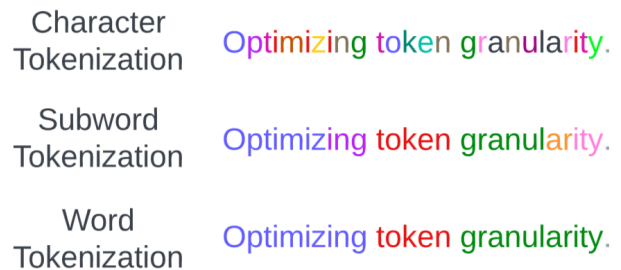 Character
Tokenization
Optimizing token granularity.
Subword
Tokenization
Optimizing token granularity.
Word
Tokenization
Optimizing token granularity.